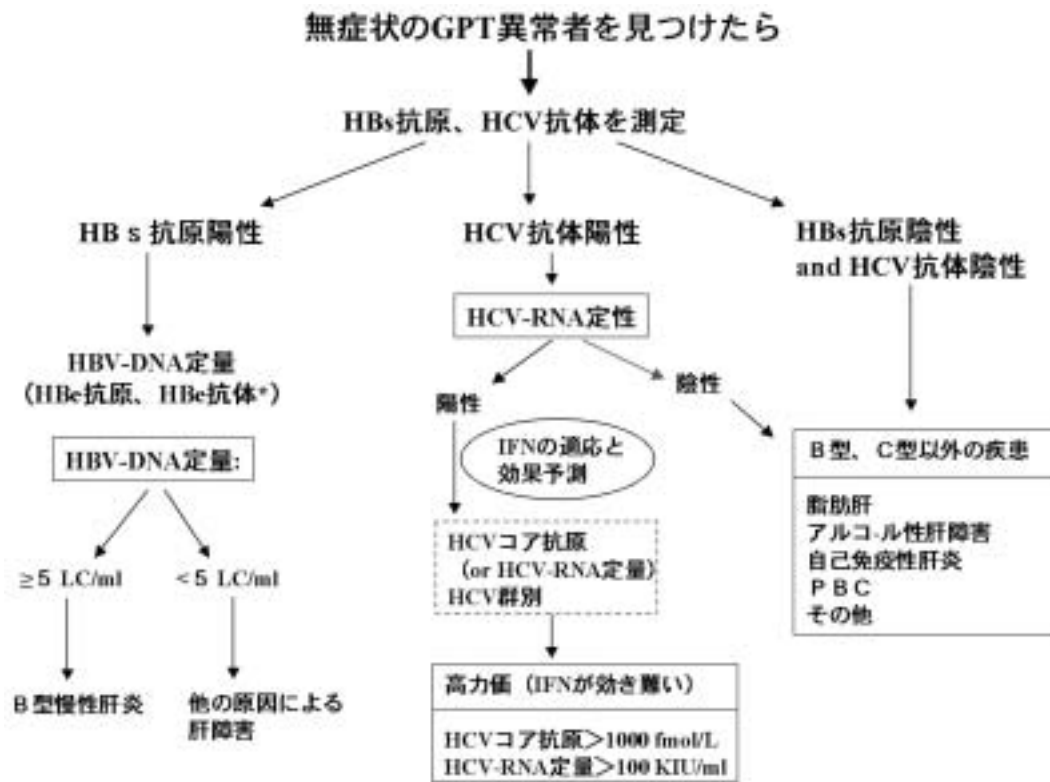 無症状のGPT異常者を見つけたら
HBs抗原、HCV抗体を測定
HBｓ抗原陽性
HCV抗体陽性
HBs抗原陰性
and HCV抗体陰性
HCV-RNA定性
HBV-DNA定量
（HBe抗原、HBe抗体*）
陽性
陰性
IFNの適応と
効果予測
HBV-DNA定量:
Ｂ型、Ｃ型以外の疾患
脂肪肝
アルコ-ル性肝障害
自己免疫性肝炎
ＰＢＣ
その他
HCVコア抗原
（or HCV-RNA定量）
HCV群別
≥５ LC/ml
<５ LC/ml
Ｂ型慢性肝炎
他の原因による
肝障害
高力価（IFNが効き難い）
HCVコア抗原＞1000 fmol/L
HCV-RNA定量＞100 KIU/ml